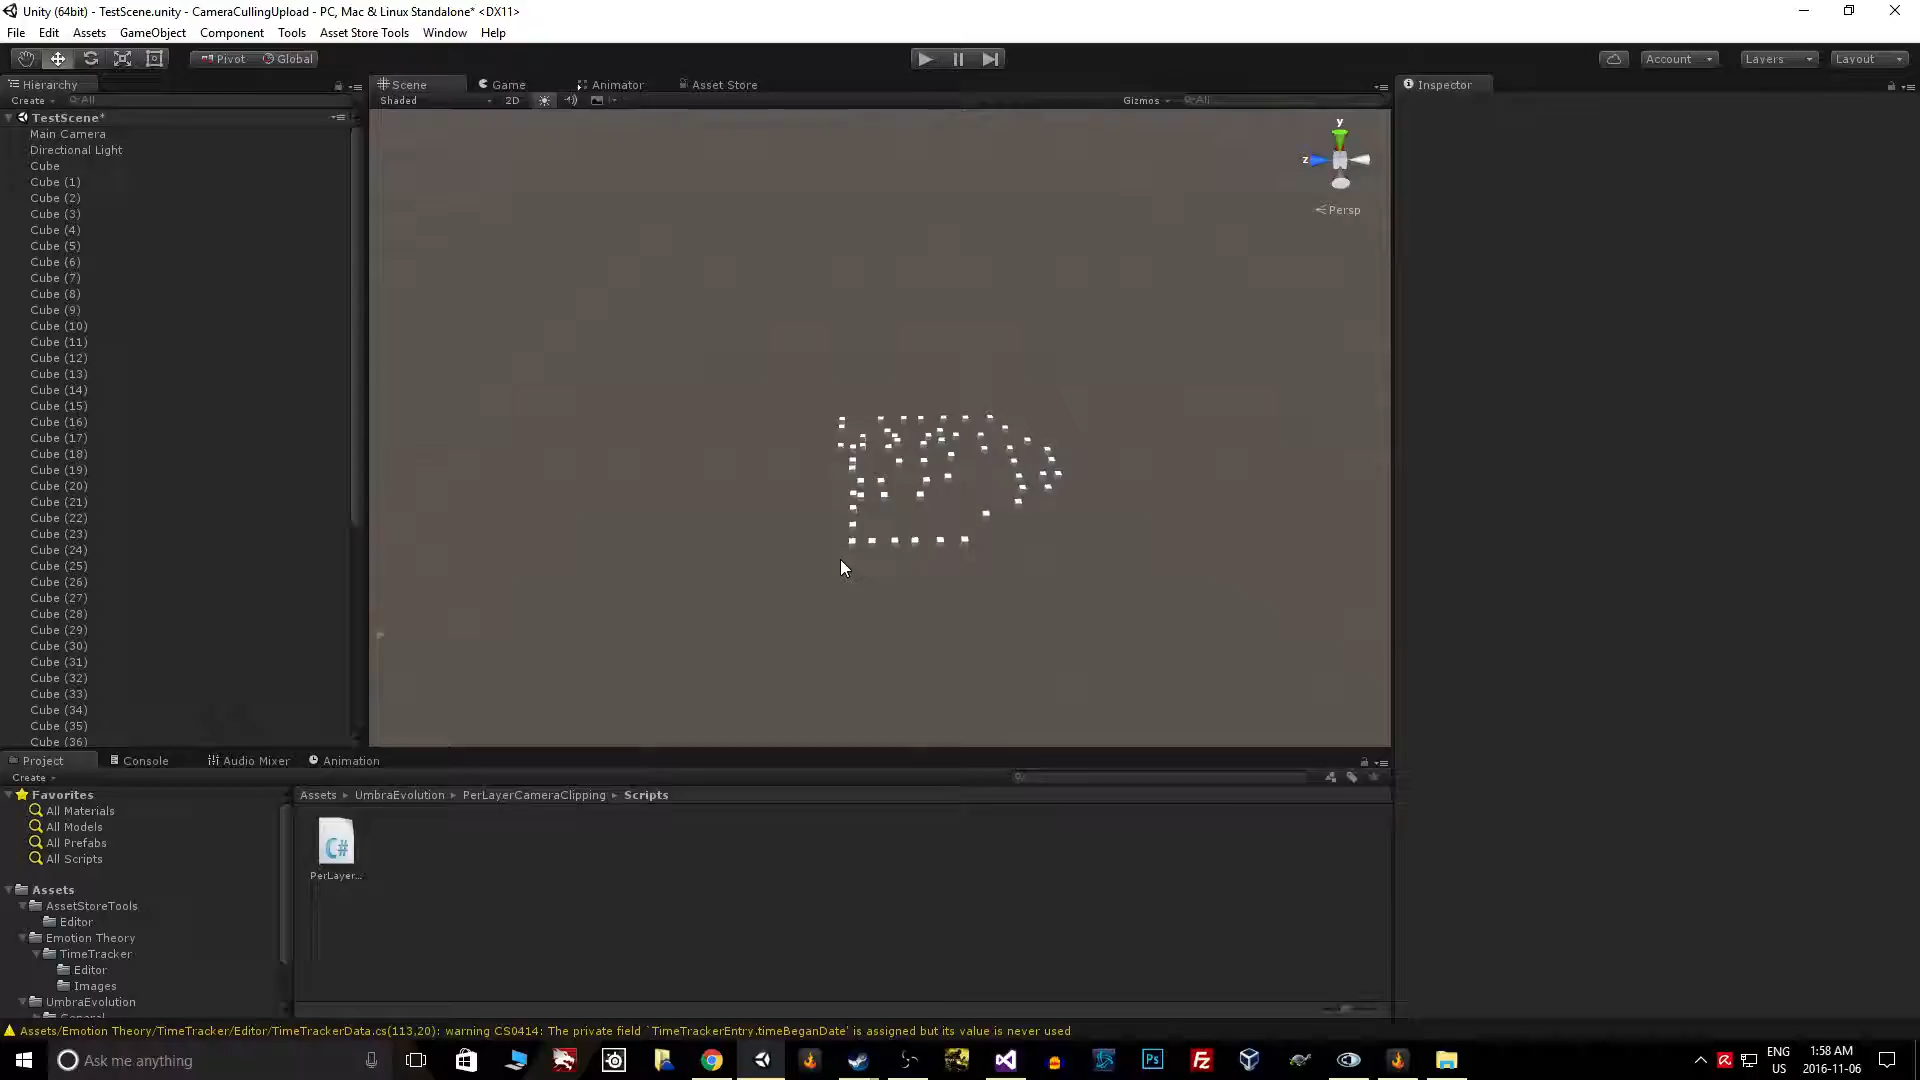 Unity (64bit) - TestScene.unity - CameraCullingUpload - PC, Mac & Linux Standalone* <DX11>
File Edit Assets GameObject Component Tools Asset Store Tools Window Help
Pivot Global Account Layers Layout
Hierarchy Scene Game Animator Asset Store Inspector
Create All Shaded 2D Gizmos All
TestScene*
Main Camera
Directional Light
Cube
Cube (1)
Cube (2)
Cube (3)
Cube (4)
Cube (5)
Cube (6)
Cube (7)
Cube (8)
Cube (9)
Cube (10)
Cube (11)
Cube (12)
Cube (13)
Cube (14)
Cube (15)
Cube (16)
Cube (17)
Cube (18)
Cube (19)
Cube (20)
Cube (21)
Cube (22)
Cube (23)
Cube (24)
Cube (25)
Cube (26)
Cube (27)
Cube (28)
Cube (29)
Cube (30)
Cube (31)
Cube (32)
Cube (33)
Cube (34)
Cube (35)
Cube (36)
y
z
Persp
Project Console Audio Mixer Animation
Create
Favorites
All Materials
All Models
All Prefabs
All Scripts
Assets
AssetStoreTools
Editor
Emotion Theory
TimeTracker
Editor
Images
UmbraEvolution
General
Assets UmbraEvolution PerLayerCameraClipping Scripts
C#
PerLayer...
Assets/Emotion Theory/TimeTracker/Editor/TimeTrackerData.cs(113,20): warning CS0414: The private field `TimeTrackerEntry.timeBeganDate' is assigned but its value is never used
Ask me anything
Ps
Fz
ENG
US
1:58 AM
2016-11-06